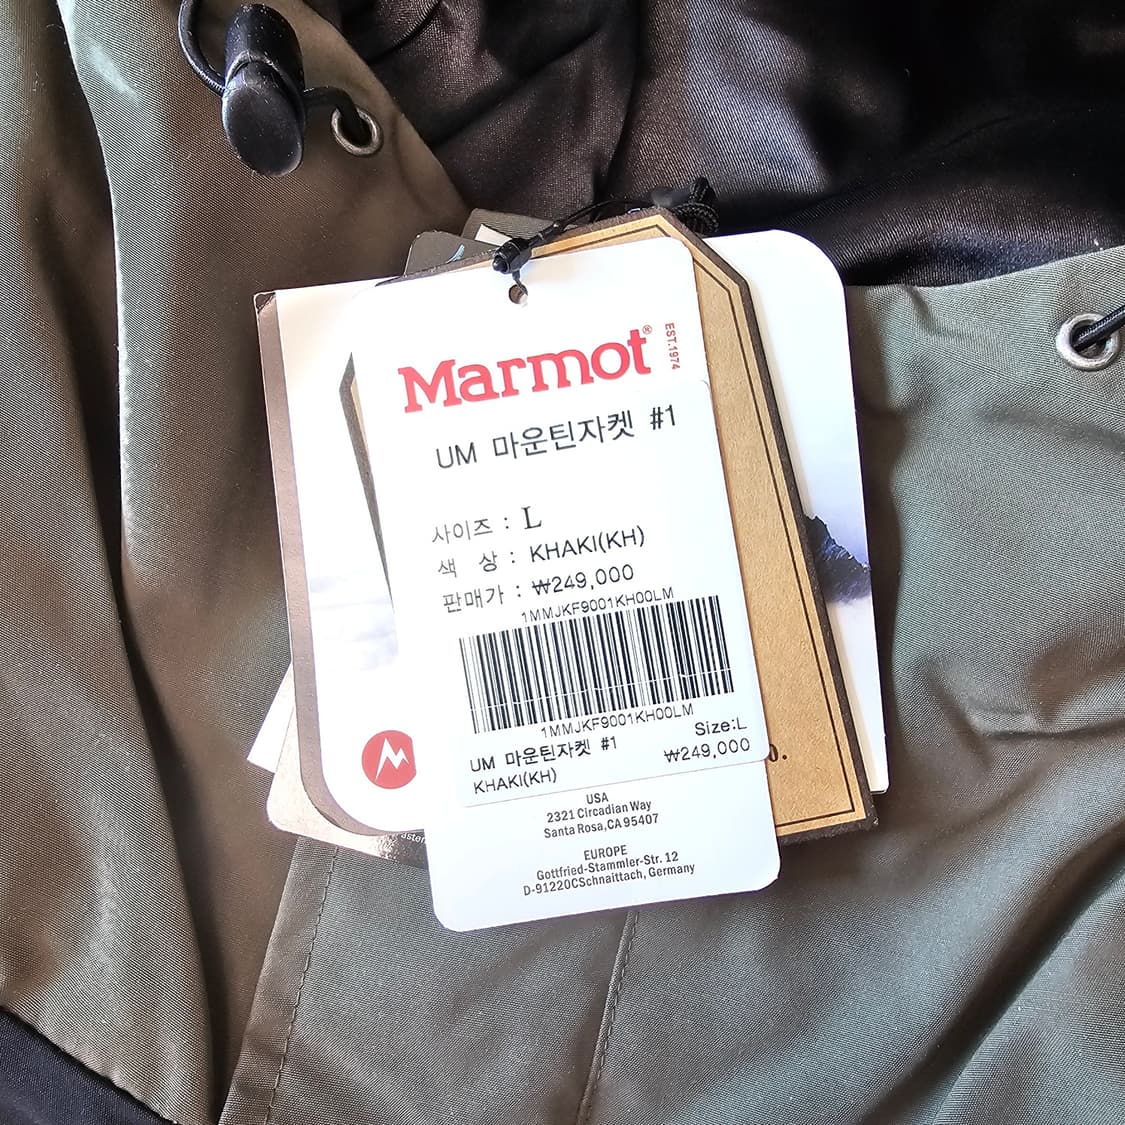 Marmot®
EST.1974
UM 마운틴자켓 #1
사이즈 : L
색 상 : KHAKI(KH)
판매가 : ₩249,000
1MMJKF9001KH00LM
1MMJKF9001KH00LM
UM 마운틴자켓 #1 Size:L
KHAKI(KH) ₩249,000
USA
2321 Circadian Way
Santa Rosa,CA 95407
EUROPE
Gottfried-Stammler-Str. 12
D-91220CSchnaittach, Germany